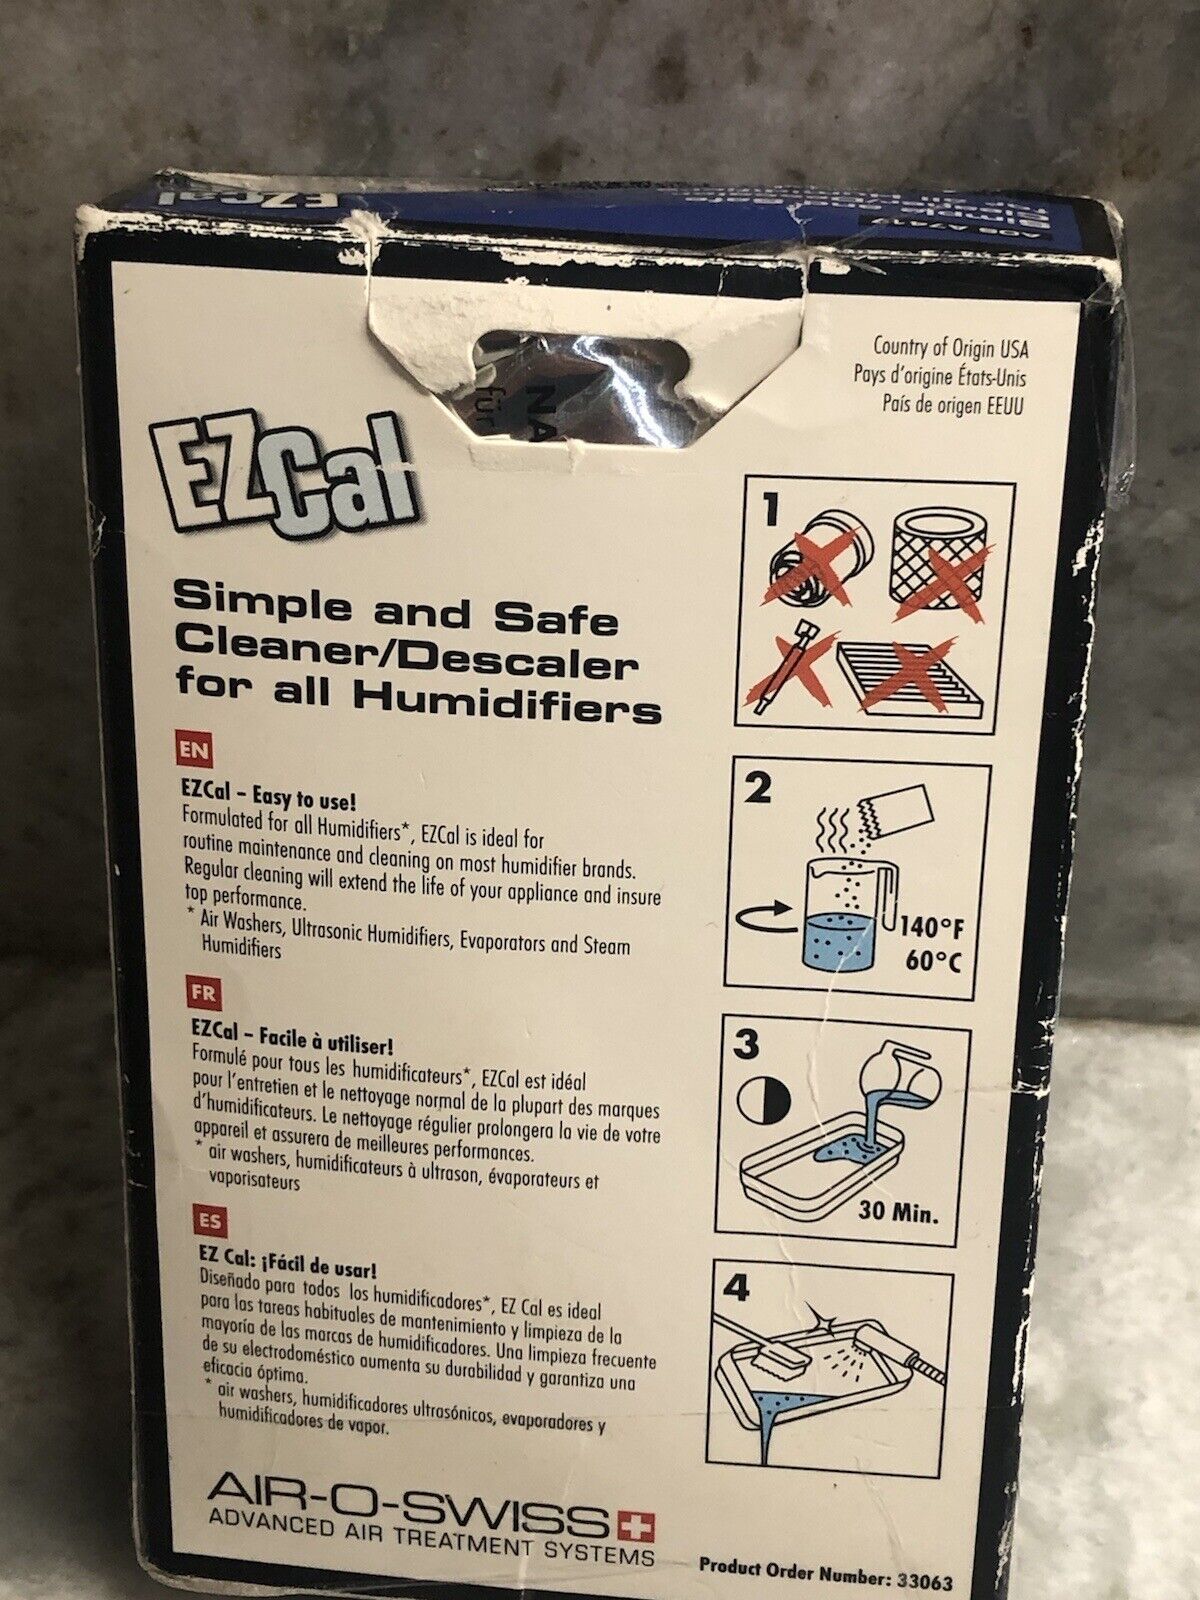 EZCal
Simple and Safe
AOS A747
für
NA
Country of Origin USA
Pays d'origine États-Unis
País de origen EEUU
EZCal
Simple and Safe
Cleaner/Descaler
for all Humidifiers
EN
EZCal – Easy to use!
Formulated for all Humidifiers*, EZCal is ideal for
routine maintenance and cleaning on most humidifier brands.
Regular cleaning will extend the life of your appliance and insure
top performance.
* Air Washers, Ultrasonic Humidifiers, Evaporators and Steam
Humidifiers
FR
EZCal – Facile à utiliser!
Formulé pour tous les humidificateurs*, EZCal est idéal
pour l'entretien et le nettoyage normal de la plupart des marques
d'humidificateurs. Le nettoyage régulier prolongera la vie de votre
appareil et assurera de meilleures performances.
* air washers, humidificateurs à ultrason, évaporateurs et
vaporisateurs
ES
EZ Cal: ¡Fácil de usar!
Diseñado para todos los humidificadores*, EZ Cal es ideal
para las tareas habituales de mantenimiento y limpieza de la
mayoría de las marcas de humidificadores. Una limpieza frecuente
de su electrodoméstico aumenta su durabilidad y garantiza una
eficacia óptima.
* air washers, humidificadores ultrasónicos, evaporadores y
humidificadores de vapor.
1
2
140°F
60°C
3
30 Min.
4
AIR-O-SWISS
ADVANCED AIR TREATMENT SYSTEMS
Product Order Number: 33063